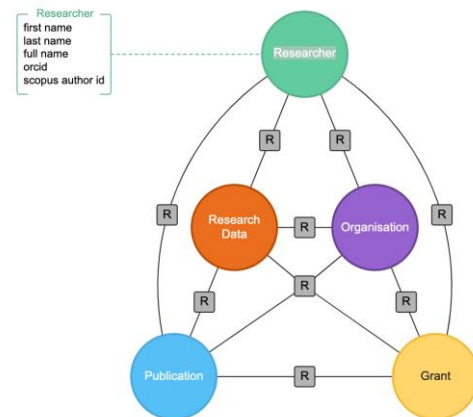 Researcher
first name
last name
full name
orcid
scopus author id
Researcher
R
R
R
R
Research
Data
R
Organisation
R
R
R
Publication
R
Grant